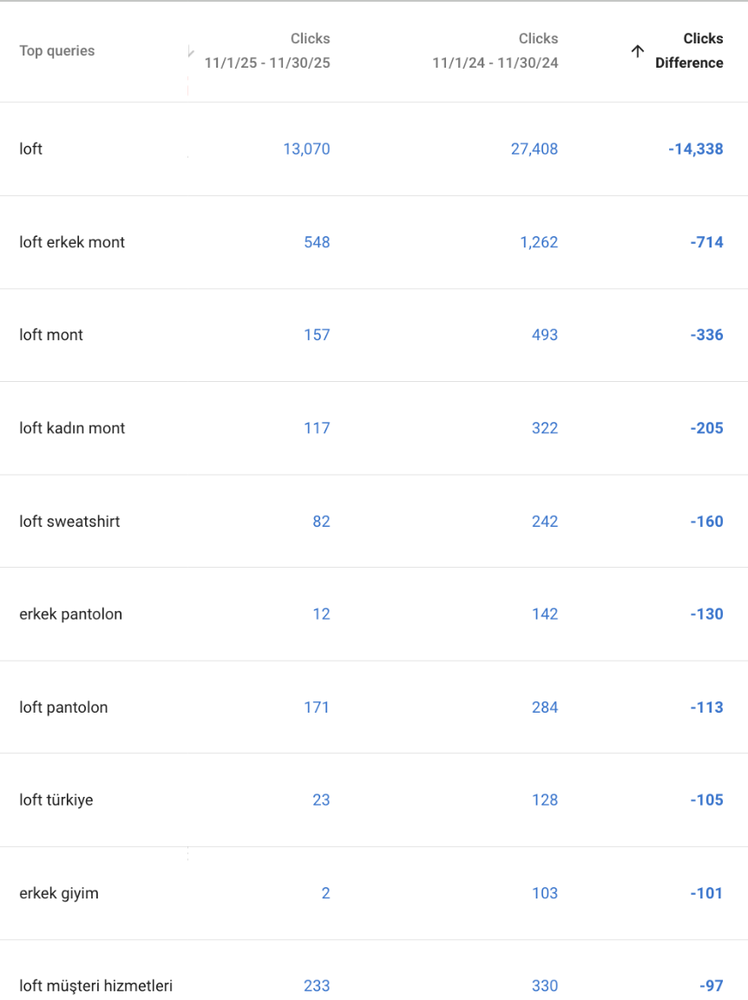 Top queries
Clicks
11/1/25 - 11/30/25
Clicks
11/1/24 - 11/30/24
Clicks
Difference
loft 13,070 27,408 -14,338
loft erkek mont 548 1,262 -714
loft mont 157 493 -336
loft kadın mont 117 322 -205
loft sweatshirt 82 242 -160
erkek pantolon 12 142 -130
loft pantolon 171 284 -113
loft türkiye 23 128 -105
erkek giyim 2 103 -101
loft müşteri hizmetleri 233 330 -97